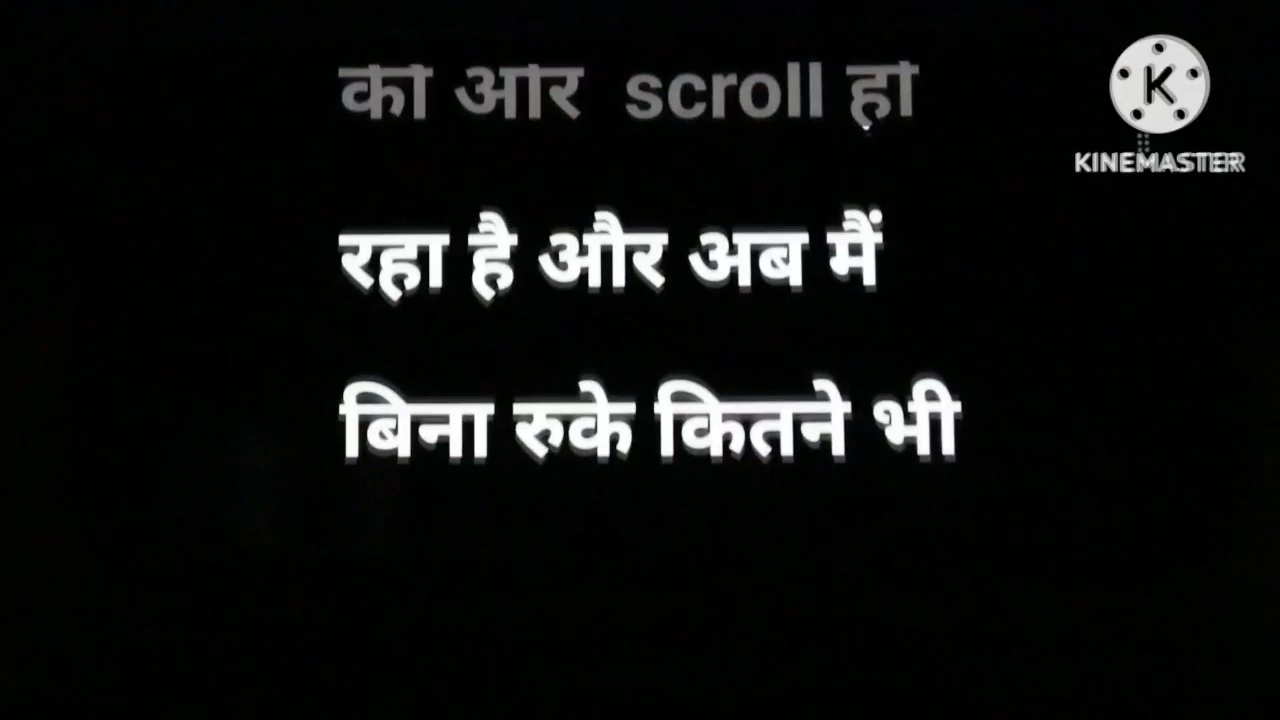 का आर scroll हा
KINEMASTER
रहा है और अब मैं
बिना रुके कितने भी